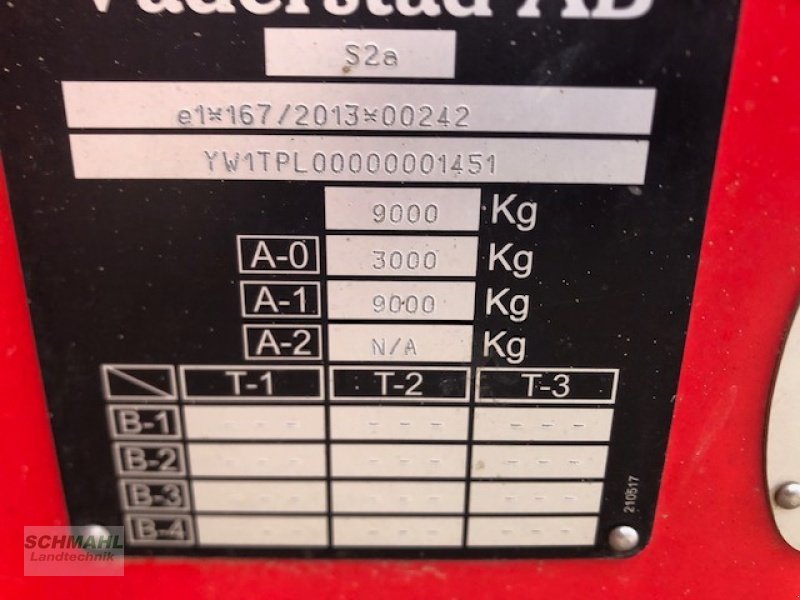 Väderstad AB
S2a
e1*167/2013*00242
YW1TPL00000001451
9000 Kg
A-0 3000 Kg
A-1 9000 Kg
A-2 N/A Kg
T-1 T-2 T-3
B-1 - - - - - - - - -
B-2 - - - - - - - - -
B-3 - - - - - - - - -
B-4 - - - - - - - - -
210517
SCHMAHL
Landtechnik